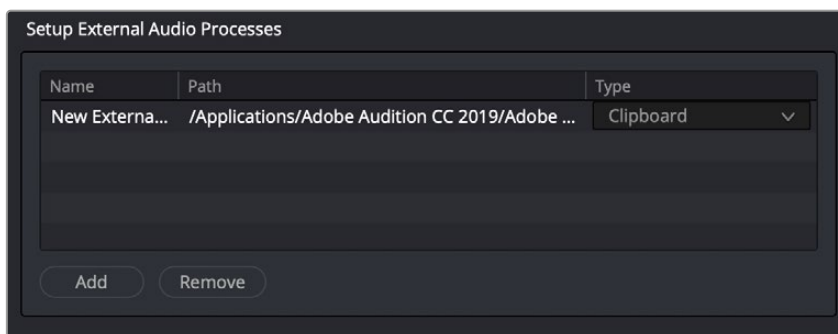 Setup External Audio Processes
Name Path Type
New Externa... /Applications/Adobe Audition CC 2019/Adobe ... Clipboard
Add Remove